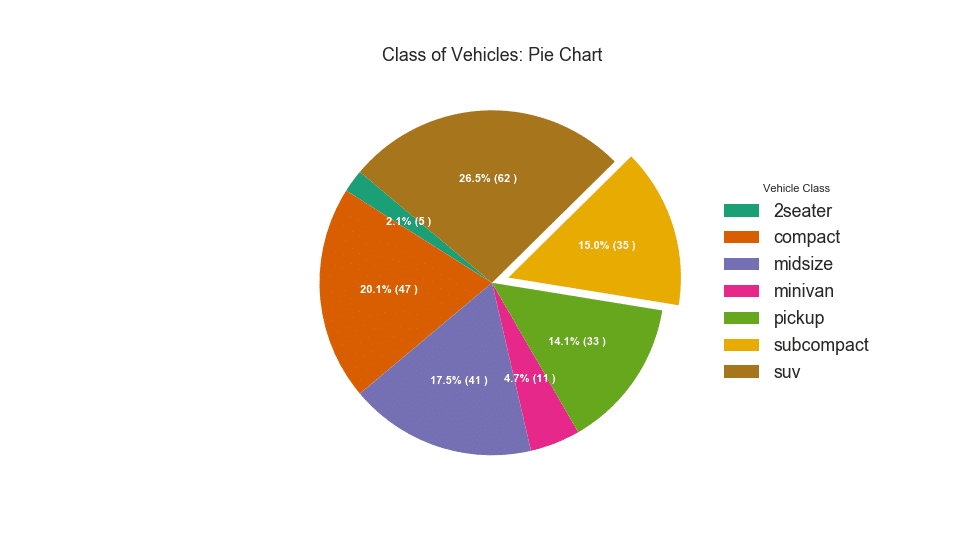 Class of Vehicles: Pie Chart
26.5% (62 )
2.1% (5 )
15.0% (35 )
20.1% (47 )
14.1% (33 )
17.5% (41 )
4.7% (11 )
Vehicle Class
2seater
compact
midsize
minivan
pickup
subcompact
suv